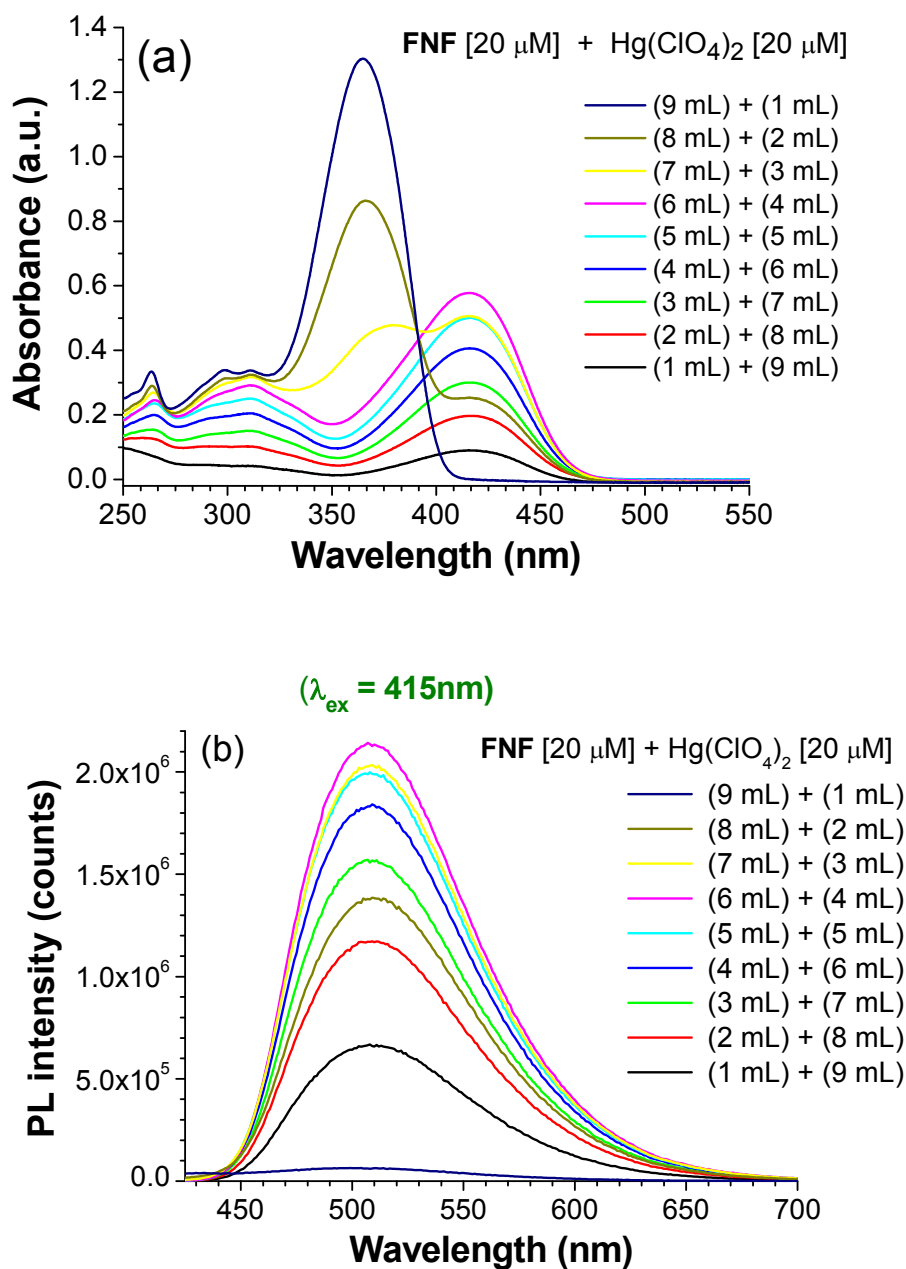 (a)
FNF [20 μM] + Hg(ClO4)2 [20 μM]
(9 mL) + (1 mL)
(8 mL) + (2 mL)
(7 mL) + (3 mL)
(6 mL) + (4 mL)
(5 mL) + (5 mL)
(4 mL) + (6 mL)
(3 mL) + (7 mL)
(2 mL) + (8 mL)
(1 mL) + (9 mL)
Absorbance (a.u.)
1.4
1.2
1.0
0.8
0.6
0.4
0.2
0.0
250 300 350 400 450 500 550
Wavelength (nm)
(λex = 415nm)
(b)
FNF [20 μM] + Hg(ClO4)2 [20 μM]
(9 mL) + (1 mL)
(8 mL) + (2 mL)
(7 mL) + (3 mL)
(6 mL) + (4 mL)
(5 mL) + (5 mL)
(4 mL) + (6 mL)
(3 mL) + (7 mL)
(2 mL) + (8 mL)
(1 mL) + (9 mL)
PL intensity (counts)
2.0x10⁶
1.5x10⁶
1.0x10⁶
5.0x10⁵
0.0
450 500 550 600 650 700
Wavelength (nm)